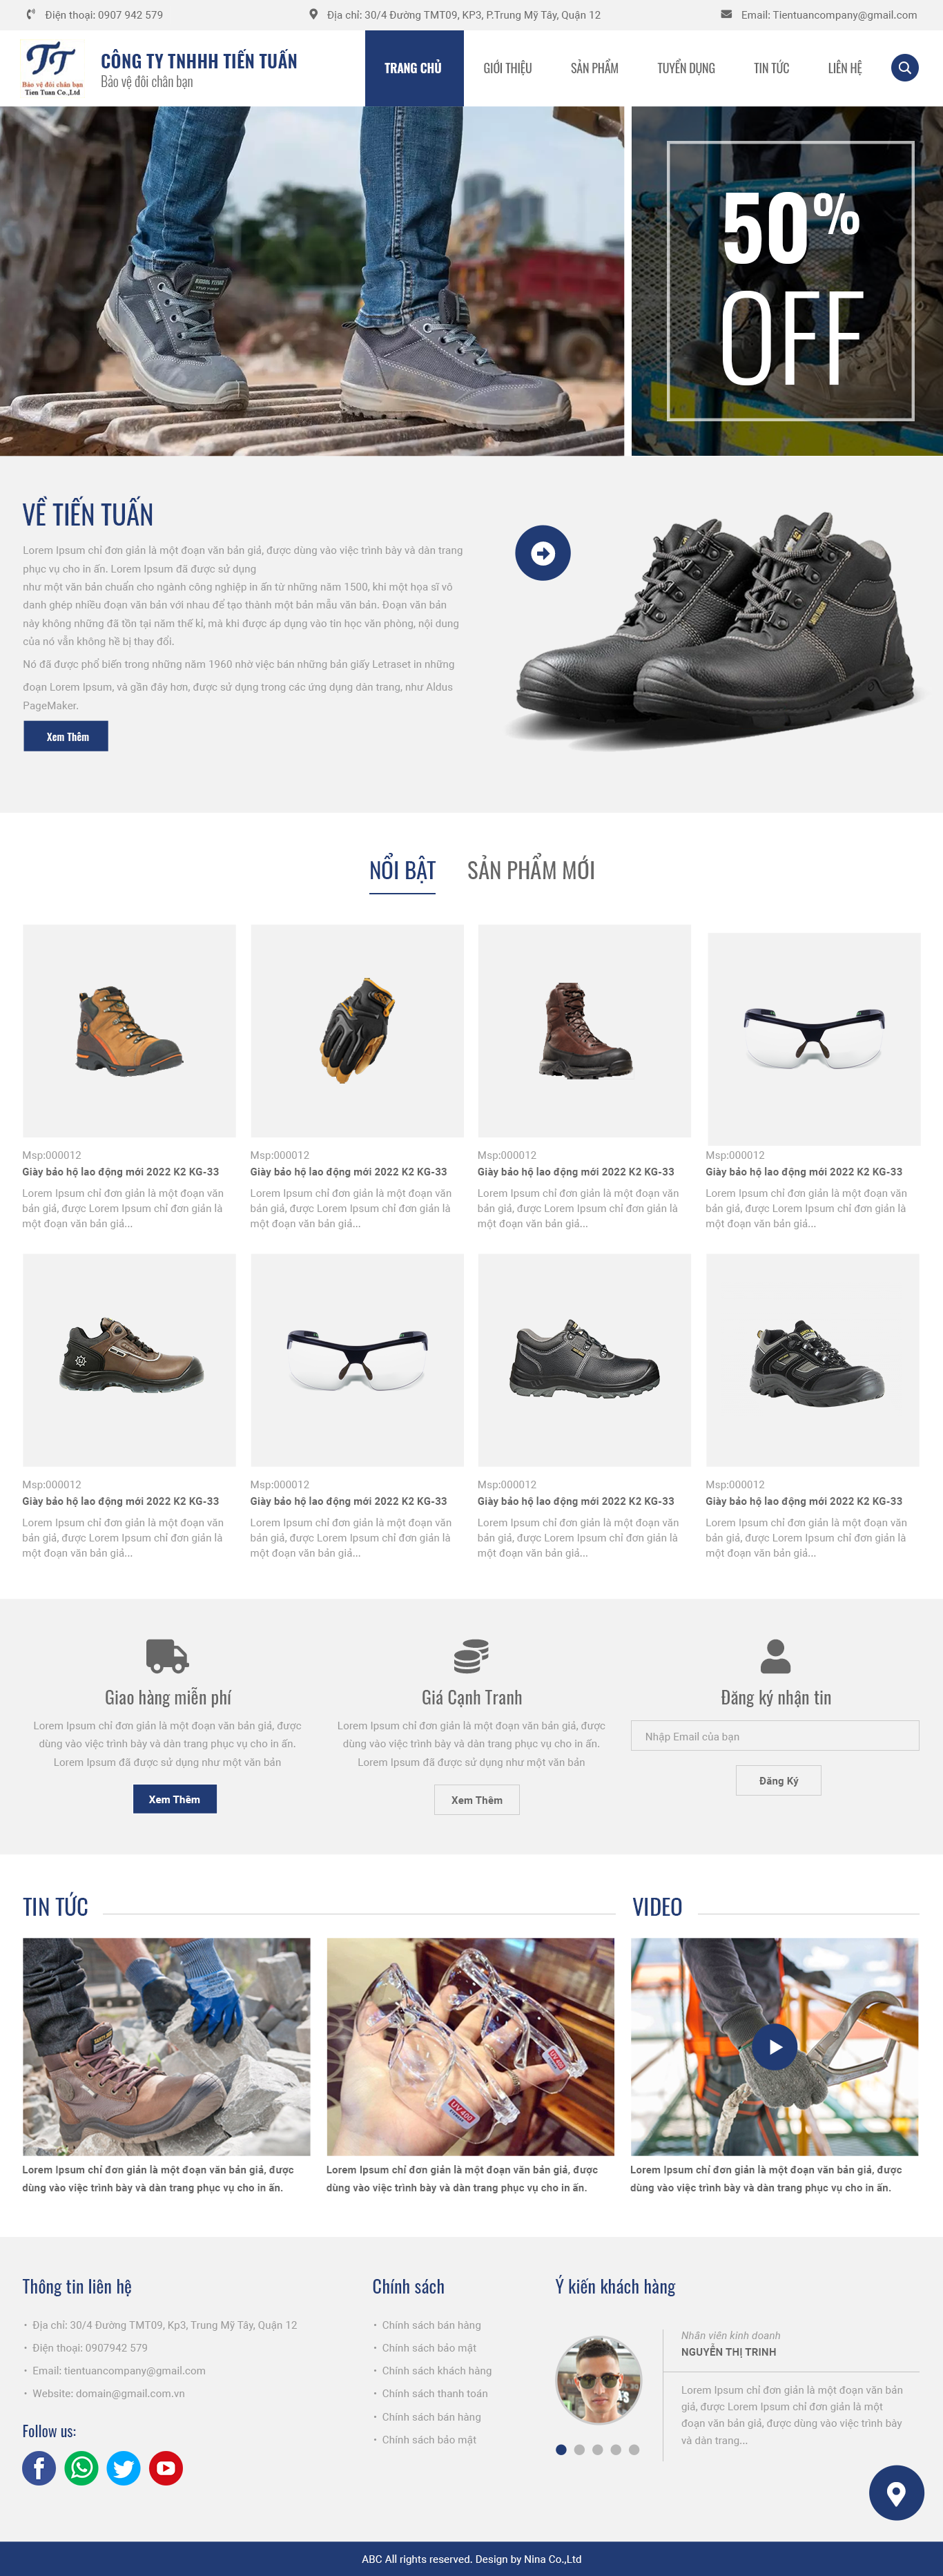 Điện thoại: 0907 942 579
Địa chỉ: 30/4 Đường TMT09, KP3, P.Trung Mỹ Tây, Quận 12
Email: Tientuancompany@gmail.com
TT
Bảo vệ đôi chân bạn
Tien Tuan Co.,Ltd
CÔNG TY TNHHH TIẾN TUẤN
Bảo vệ đôi chân bạn
TRANG CHỦ
GIỚI THIỆU
SẢN PHẨM
TUYỂN DỤNG
TIN TỨC
LIÊN HỆ
50%
OFF
VỀ TIẾN TUẤN
Lorem Ipsum chỉ đơn giản là một đoạn văn bản giả, được dùng vào việc trình bày và dàn trang
phục vụ cho in ấn. Lorem Ipsum đã được sử dụng
như một văn bản chuẩn cho ngành công nghiệp in ấn từ những năm 1500, khi một họa sĩ vô
danh ghép nhiều đoạn văn bản với nhau để tạo thành một bản mẫu văn bản. Đoạn văn bản
này không những đã tồn tại năm thế kỉ, mà khi được áp dụng vào tin học văn phòng, nội dung
của nó vẫn không hề bị thay đổi.
Nó đã được phổ biến trong những năm 1960 nhờ việc bán những bản giấy Letraset in những
đoạn Lorem Ipsum, và gần đây hơn, được sử dụng trong các ứng dụng dàn trang, như Aldus
PageMaker.
Xem Thêm
NỔI BẬT
SẢN PHẨM MỚI
Msp:000012
Giày bảo hộ lao động mới 2022 K2 KG-33
Lorem Ipsum chỉ đơn giản là một đoạn văn
bản giả, được Lorem Ipsum chỉ đơn giản là
một đoạn văn bản giả...
Msp:000012
Giày bảo hộ lao động mới 2022 K2 KG-33
Lorem Ipsum chỉ đơn giản là một đoạn văn
bản giả, được Lorem Ipsum chỉ đơn giản là
một đoạn văn bản giả...
Msp:000012
Giày bảo hộ lao động mới 2022 K2 KG-33
Lorem Ipsum chỉ đơn giản là một đoạn văn
bản giả, được Lorem Ipsum chỉ đơn giản là
một đoạn văn bản giả...
Msp:000012
Giày bảo hộ lao động mới 2022 K2 KG-33
Lorem Ipsum chỉ đơn giản là một đoạn văn
bản giả, được Lorem Ipsum chỉ đơn giản là
một đoạn văn bản giả...
Msp:000012
Giày bảo hộ lao động mới 2022 K2 KG-33
Lorem Ipsum chỉ đơn giản là một đoạn văn
bản giả, được Lorem Ipsum chỉ đơn giản là
một đoạn văn bản giả...
Msp:000012
Giày bảo hộ lao động mới 2022 K2 KG-33
Lorem Ipsum chỉ đơn giản là một đoạn văn
bản giả, được Lorem Ipsum chỉ đơn giản là
một đoạn văn bản giả...
Msp:000012
Giày bảo hộ lao động mới 2022 K2 KG-33
Lorem Ipsum chỉ đơn giản là một đoạn văn
bản giả, được Lorem Ipsum chỉ đơn giản là
một đoạn văn bản giả...
Msp:000012
Giày bảo hộ lao động mới 2022 K2 KG-33
Lorem Ipsum chỉ đơn giản là một đoạn văn
bản giả, được Lorem Ipsum chỉ đơn giản là
một đoạn văn bản giả...
Giao hàng miễn phí
Lorem Ipsum chỉ đơn giản là một đoạn văn bản giả, được
dùng vào việc trình bày và dàn trang phục vụ cho in ấn.
Lorem Ipsum đã được sử dụng như một văn bản
Xem Thêm
Giá Cạnh Tranh
Lorem Ipsum chỉ đơn giản là một đoạn văn bản giả, được
dùng vào việc trình bày và dàn trang phục vụ cho in ấn.
Lorem Ipsum đã được sử dụng như một văn bản
Xem Thêm
Đăng ký nhận tin
Nhập Email của bạn
Đăng Ký
TIN TỨC
VIDEO
UV400
UV400
Lorem Ipsum chỉ đơn giản là một đoạn văn bản giả, được
dùng vào việc trình bày và dàn trang phục vụ cho in ấn.
Lorem Ipsum chỉ đơn giản là một đoạn văn bản giả, được
dùng vào việc trình bày và dàn trang phục vụ cho in ấn.
Lorem Ipsum chỉ đơn giản là một đoạn văn bản giả, được
dùng vào việc trình bày và dàn trang phục vụ cho in ấn.
Thông tin liên hệ
• Địa chỉ: 30/4 Đường TMT09, Kp3, Trung Mỹ Tây, Quận 12
• Điện thoại: 0907942 579
• Email: tientuancompany@gmail.com
• Website: domain@gmail.com.vn
Follow us:
Chính sách
• Chính sách bán hàng
• Chính sách bảo mật
• Chính sách khách hàng
• Chính sách thanh toán
• Chính sách bán hàng
• Chính sách bảo mật
Ý kiến khách hàng
Nhân viên kinh doanh
NGUYỄN THỊ TRINH
Lorem Ipsum chỉ đơn giản là một đoạn văn bản
giả, được Lorem Ipsum chỉ đơn giản là một
đoạn văn bản giả, được dùng vào việc trình bày
và dàn trang...
ABC All rights reserved. Design by Nina Co.,Ltd